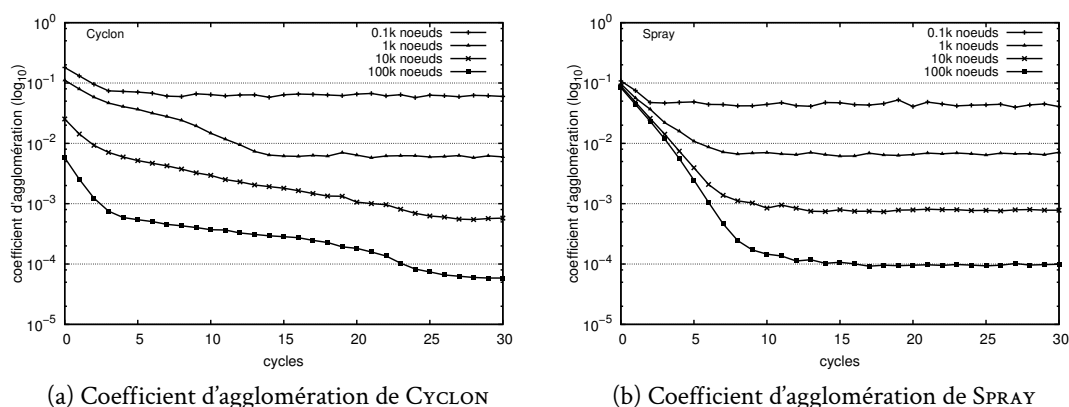 10⁰
10⁻¹
10⁻²
10⁻³
10⁻⁴
10⁻⁵
coefficient d'agglomération (log₁₀)
Cyclon
0.1k noeuds
1k noeuds
10k noeuds
100k noeuds
0 5 10 15 20 25 30
cycles
(a) Coefficient d'agglomération de CYCLON
10⁰
10⁻¹
10⁻²
10⁻³
10⁻⁴
10⁻⁵
coefficient d'agglomération (log₁₀)
Spray
0.1k noeuds
1k noeuds
10k noeuds
100k noeuds
0 5 10 15 20 25 30
cycles
(b) Coefficient d'agglomération de SPRAY